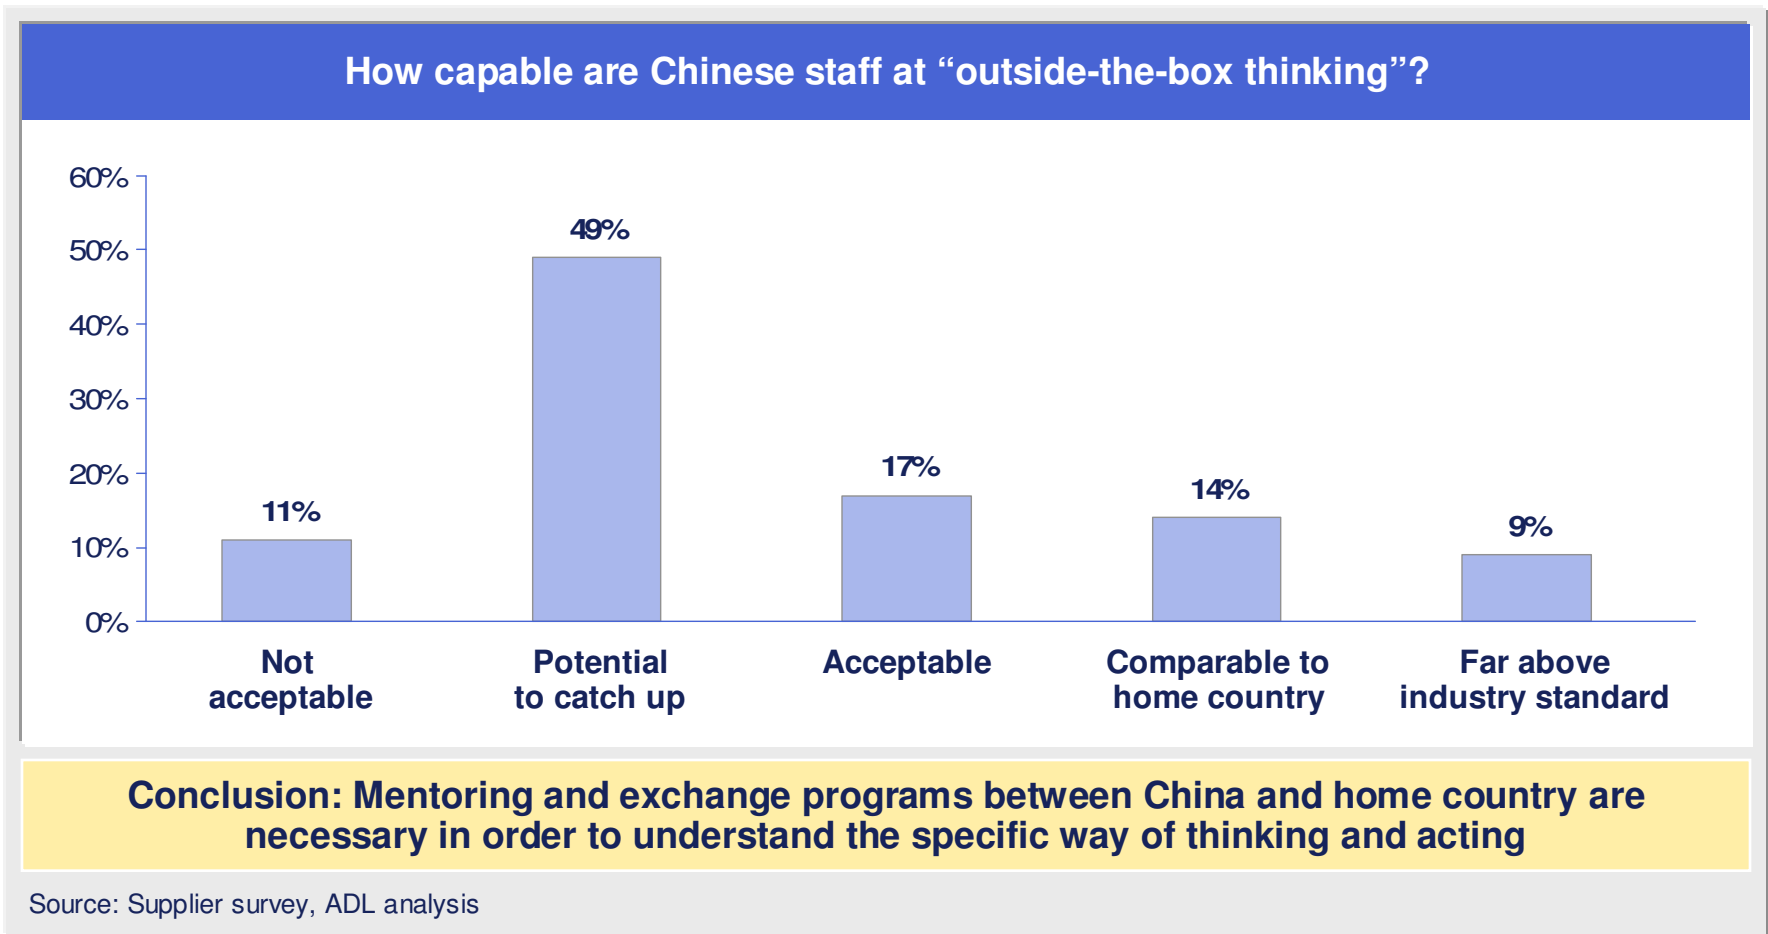 How capable are Chinese staff at “outside-the-box thinking”?
60%
50%
40%
30%
20%
10%
0%
11%
49%
17%
14%
9%
Not
acceptable
Potential
to catch up
Acceptable
Comparable to
home country
Far above
industry standard
Conclusion: Mentoring and exchange programs between China and home country are
necessary in order to understand the specific way of thinking and acting
Source: Supplier survey, ADL analysis